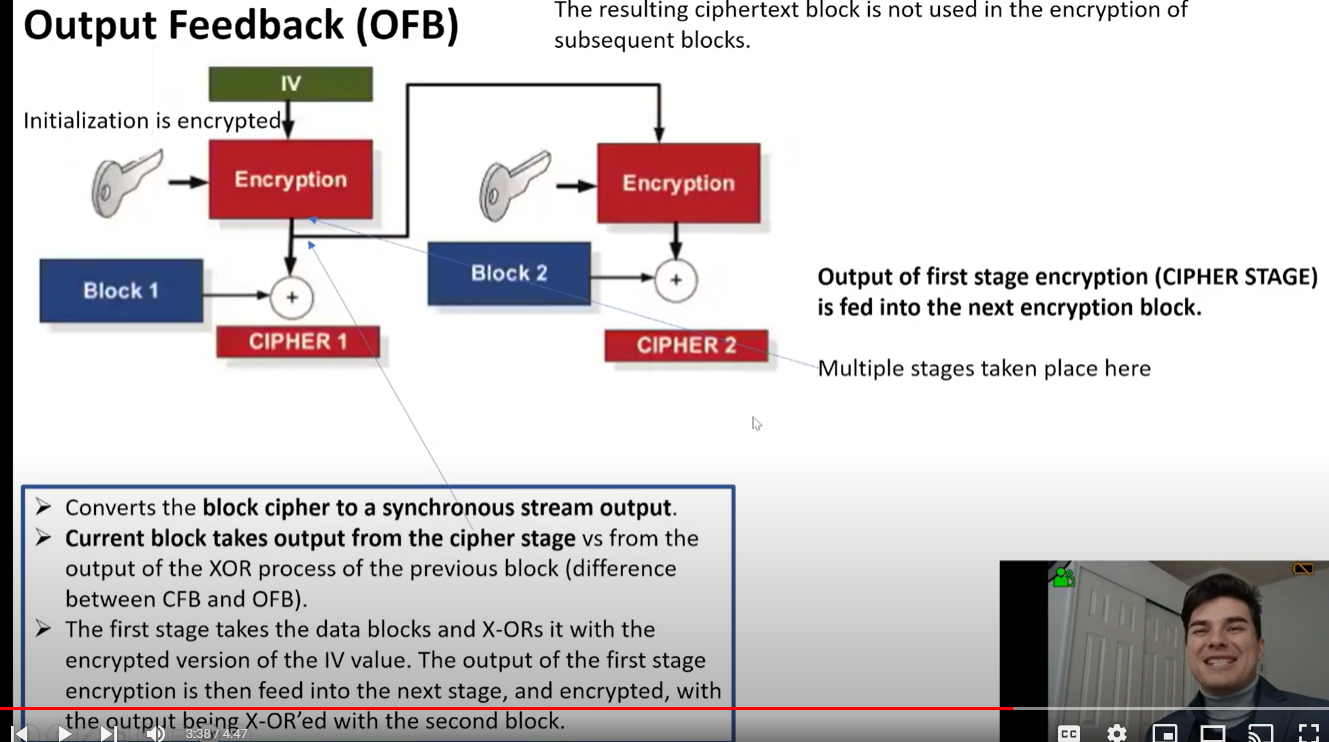 Output Feedback (OFB)
The resulting ciphertext block is not used in the encryption of
subsequent blocks.
IV
Initialization is encrypted
Encryption
Encryption
Block 1
Block 2
+
+
CIPHER 1
CIPHER 2
Output of first stage encryption (CIPHER STAGE)
is fed into the next encryption block.
Multiple stages taken place here
Converts the block cipher to a synchronous stream output.
Current block takes output from the cipher stage vs from the
output of the XOR process of the previous block (difference
between CFB and OFB).
The first stage takes the data blocks and X-ORs it with the
encrypted version of the IV value. The output of the first stage
encryption is then feed into the next stage, and encrypted, with
the output being X-OR’ed with the second block.
3:38 / 4:47
CC